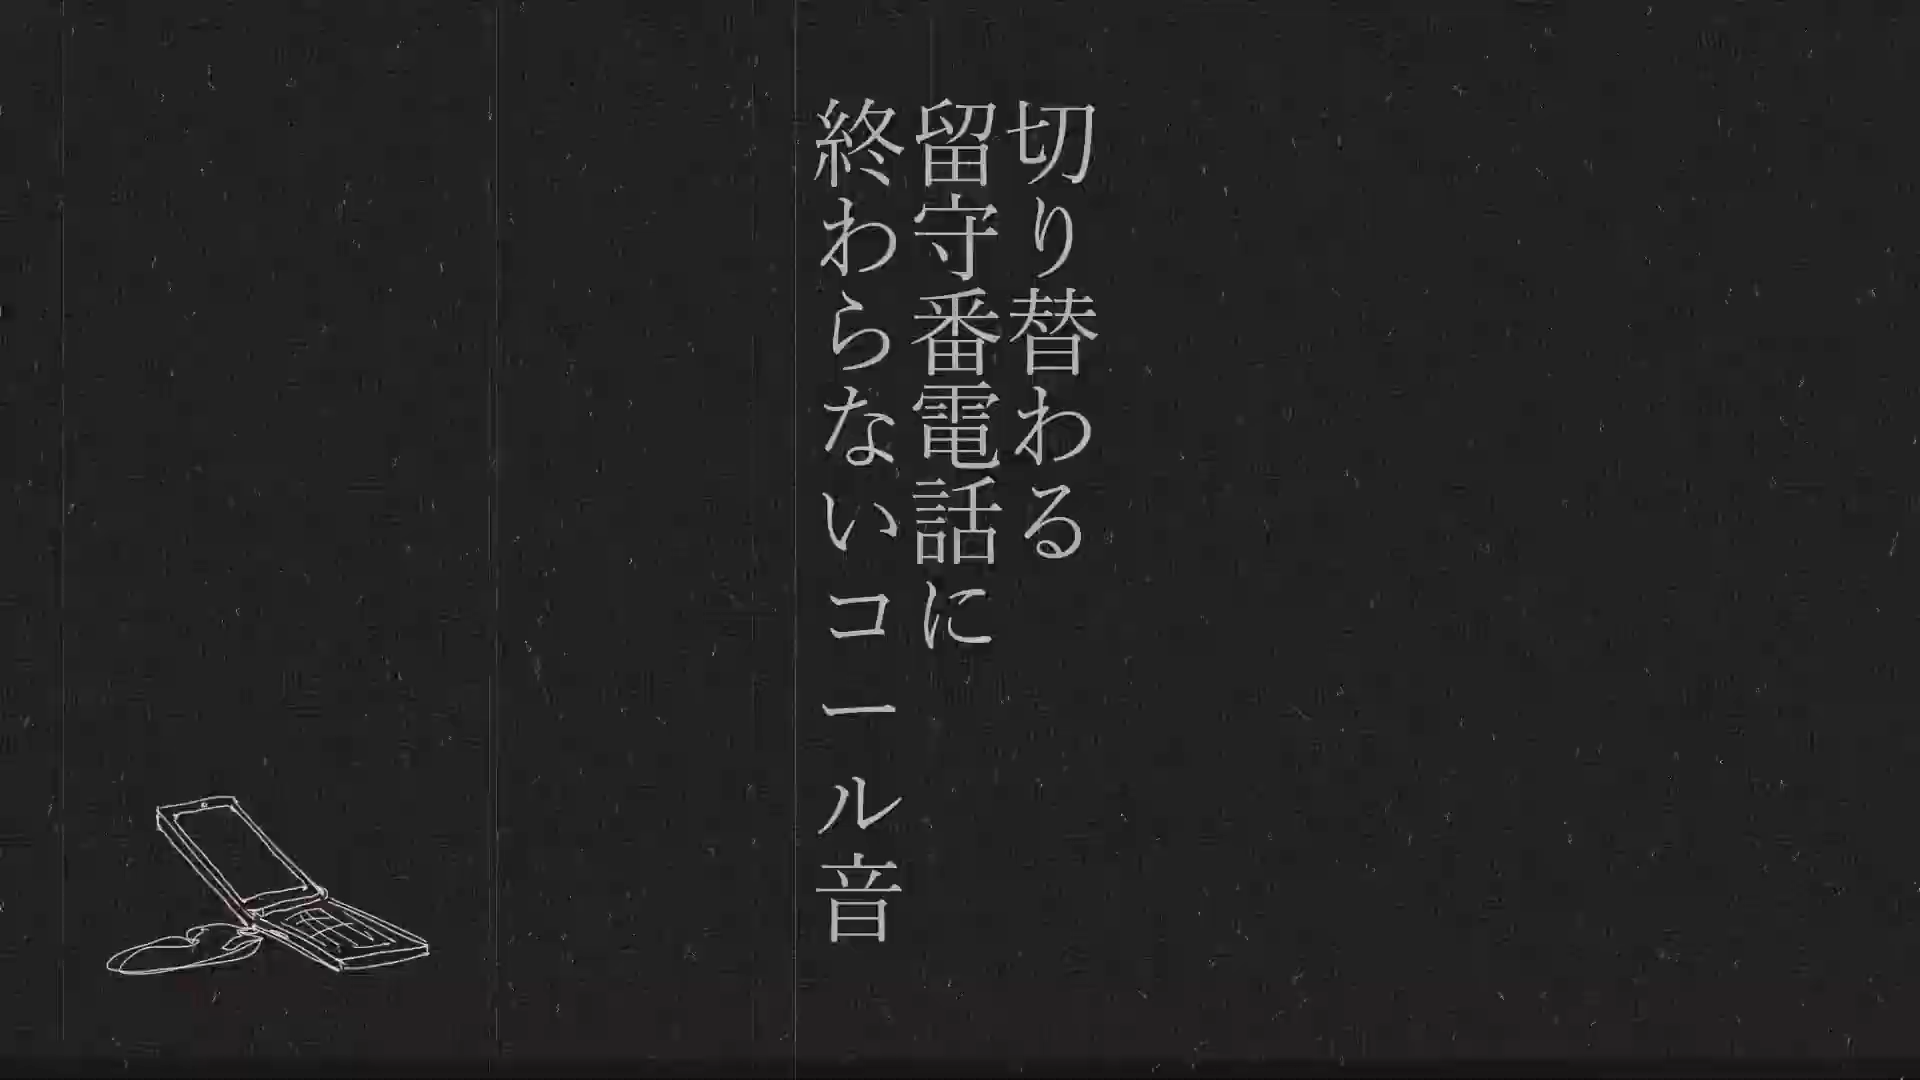 切り替わる
留守番電話に
終わらないコール音